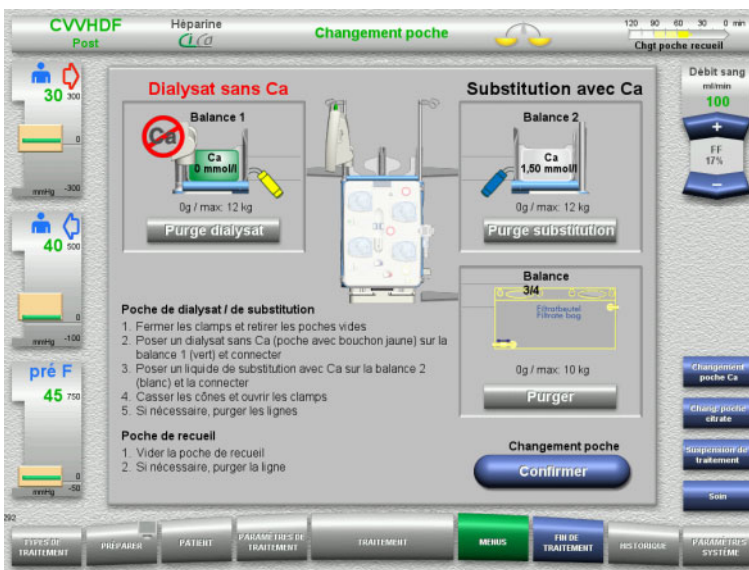 CVVHDF
Post
Héparine
CiCa
Changement poche
120 90 60 30 0 min
Chgt poche recueil
30 300
0
mmHg -300
40 500
0
mmHg -100
pré F
45 750
0
mmHg -50
Dialysat sans Ca
Balance 1
Ca
Ca
0 mmol/l
0g / max: 12 kg
Purge dialysat
Substitution avec Ca
Balance 2
Ca
1,50 mmol/l
0g / max: 12 kg
Purge substitution
Balance
3/4
Filtratbeutel
Filtrate bag
0g / max: 10 kg
Purger
Poche de dialysat / de substitution
1. Fermer les clamps et retirer les poches vides
2. Poser un dialysat sans Ca (poche avec bouchon jaune) sur la
balance 1 (vert) et connecter
3. Poser un liquide de substitution avec Ca sur la balance 2
(blanc) et la connecter
4. Casser les cônes et ouvrir les clamps
5. Si nécessaire, purger les lignes
Poche de recueil
1. Vider la poche de recueil
2. Si nécessaire, purger la ligne
Changement poche
Confirmer
Débit sang
ml/min
100
+
FF
17%
−
Changement
poche Ca
Chang. poche
citrate
Suspension de
traitement
Soin
292
TYPES DE
TRAITEMENT
PRÉPARER
PATIENT
PARAMÈTRES DE
TRAITEMENT
TRAITEMENT
MENUS
FIN DE
TRAITEMENT
HISTORIQUE
PARAMÈTRES
SYSTÈME